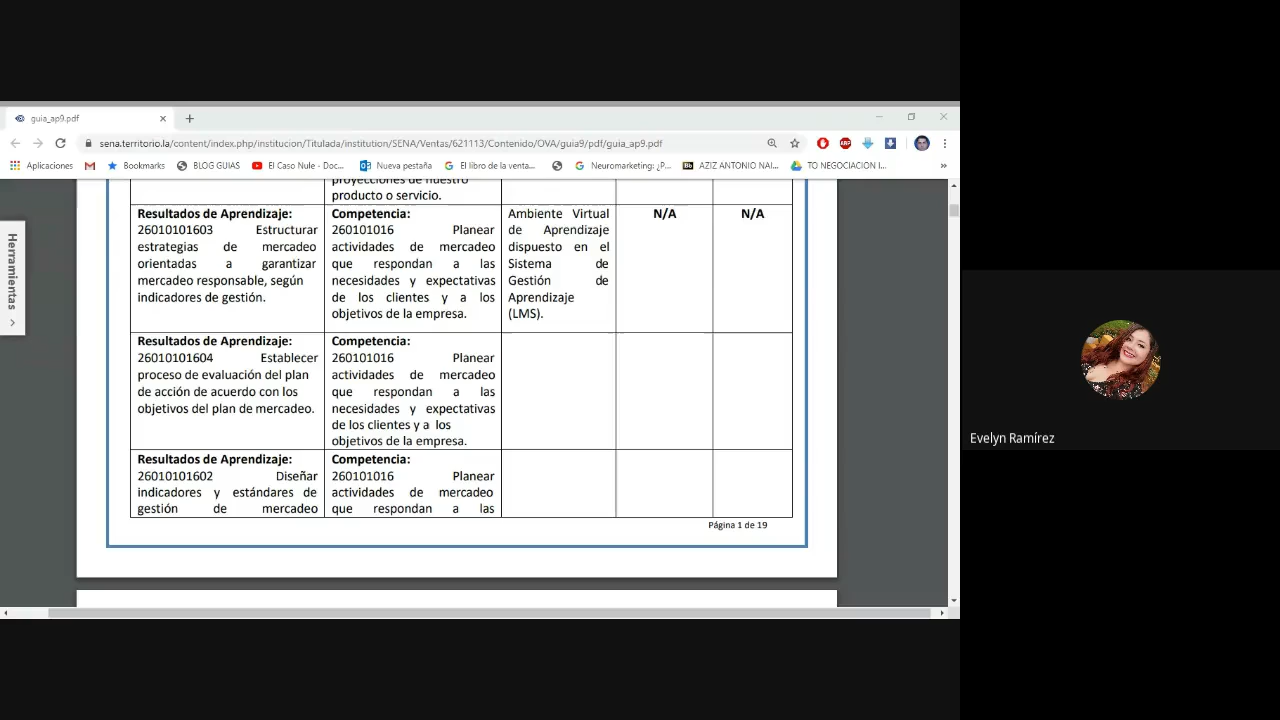 guia_ap9.pdf
sena.territorio.la/content/index.php/institucion/Titulada/institution/SENA/Ventas/621113/Contenido/OVA/guia9/pdf/guia_ap9.pdf
Aplicaciones Bookmarks BLOG GUIAS El Caso Nule - Doc... Nueva pestaña El libro de la venta... Neuromarketing: ¿P... AZIZ ANTONIO NAI... TO NEGOCIACION I... »
Herramientas
proyecciones de nuestro
producto o servicio.
Resultados de Aprendizaje:
26010101603 Estructurar
estrategias de mercadeo
orientadas a garantizar
mercadeo responsable, según
indicadores de gestión.
Competencia:
260101016 Planear
actividades de mercadeo
que respondan a las
necesidades y expectativas
de los clientes y a los
objetivos de la empresa.
Ambiente Virtual
de Aprendizaje
dispuesto en el
Sistema de
Gestión de
Aprendizaje
(LMS).
N/A
N/A
Resultados de Aprendizaje:
26010101604 Establecer
proceso de evaluación del plan
de acción de acuerdo con los
objetivos del plan de mercadeo.
Competencia:
260101016 Planear
actividades de mercadeo
que respondan a las
necesidades y expectativas
de los clientes y a los
objetivos de la empresa.
Resultados de Aprendizaje:
26010101602 Diseñar
indicadores y estándares de
gestión de mercadeo
Competencia:
260101016 Planear
actividades de mercadeo
que respondan a las
Página 1 de 19
Evelyn Ramírez